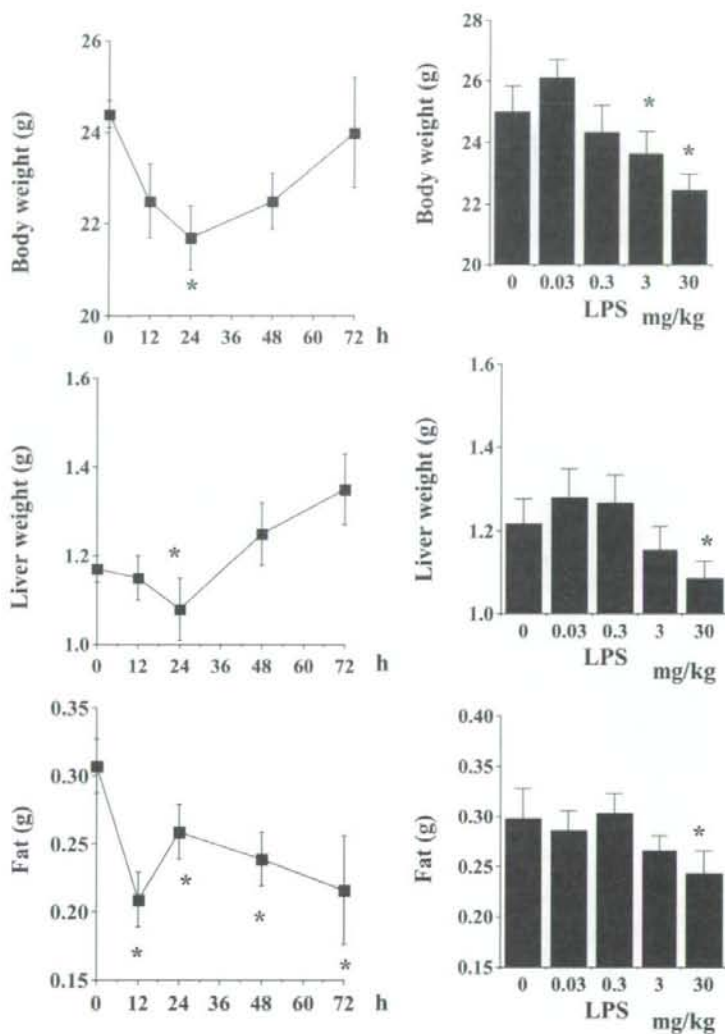 Body weight (g)
26
24
22
20
*
0 12 24 36 48 60 72 h
Body weight (g)
28
26
24
22
20
* *
0 0.03 0.3 3 30
LPS mg/kg
Liver weight (g)
1.6
1.4
1.2
1.0
*
0 12 24 36 48 60 72 h
Liver weight (g)
1.6
1.4
1.2
1.0
*
0 0.03 0.3 3 30
LPS mg/kg
Fat (g)
0.35
0.30
0.25
0.20
0.15
* * * *
0 12 24 36 48 60 72 h
Fat (g)
0.40
0.35
0.30
0.25
0.20
0.15
*
0 0.03 0.3 3 30
LPS mg/kg